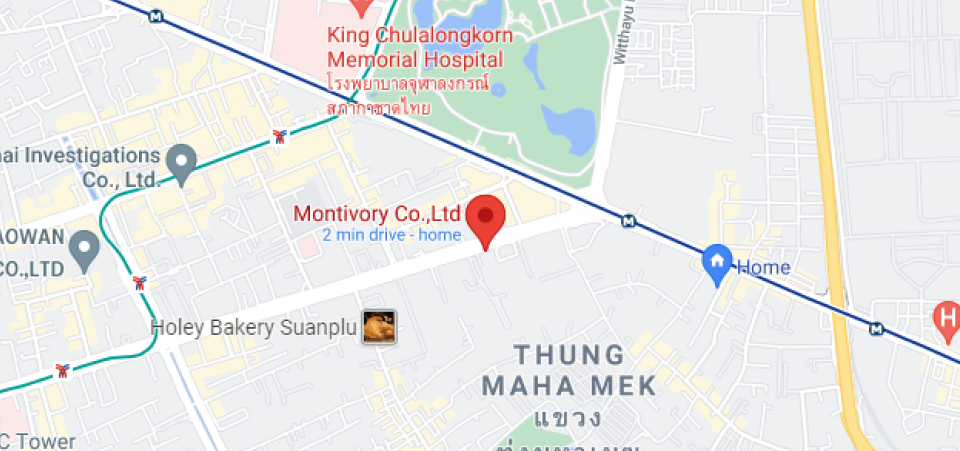 King Chulalongkorn
Memorial Hospital
โรงพยาบาลจุฬาลงกรณ์
สภากาชาดไทย
Witthayu
ai Investigations
Co., Ltd.
Montivory Co.,Ltd
2 min drive - home
AOWAN
CO.,LTD
Home
Holey Bakery Suanplu
H
THUNG
MAHA MEK
แขวง
C Tower